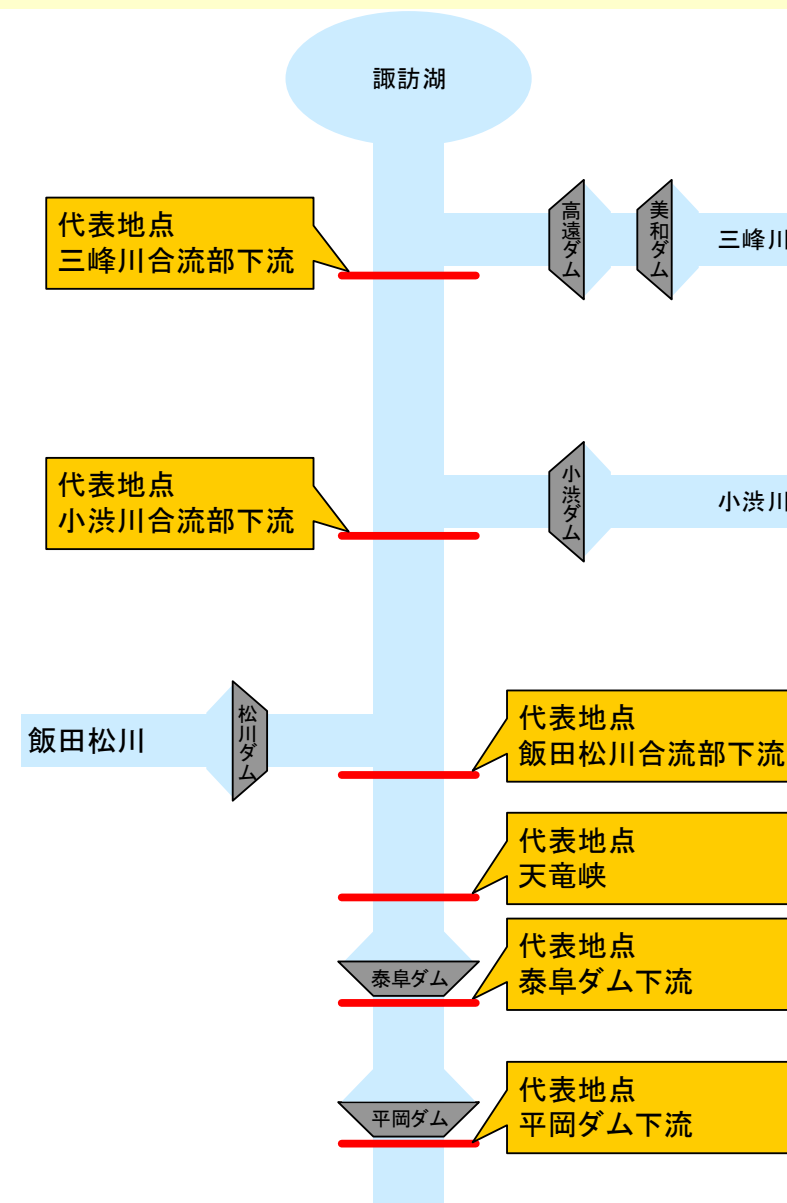 諏訪湖
代表地点
三峰川合流部下流
高遠ダム
美和ダム
三峰川
代表地点
小渋川合流部下流
小渋ダム
小渋川
飯田松川
松川ダム
代表地点
飯田松川合流部下流
代表地点
天竜峡
代表地点
泰阜ダム下流
泰阜ダム
代表地点
平岡ダム下流
平岡ダム